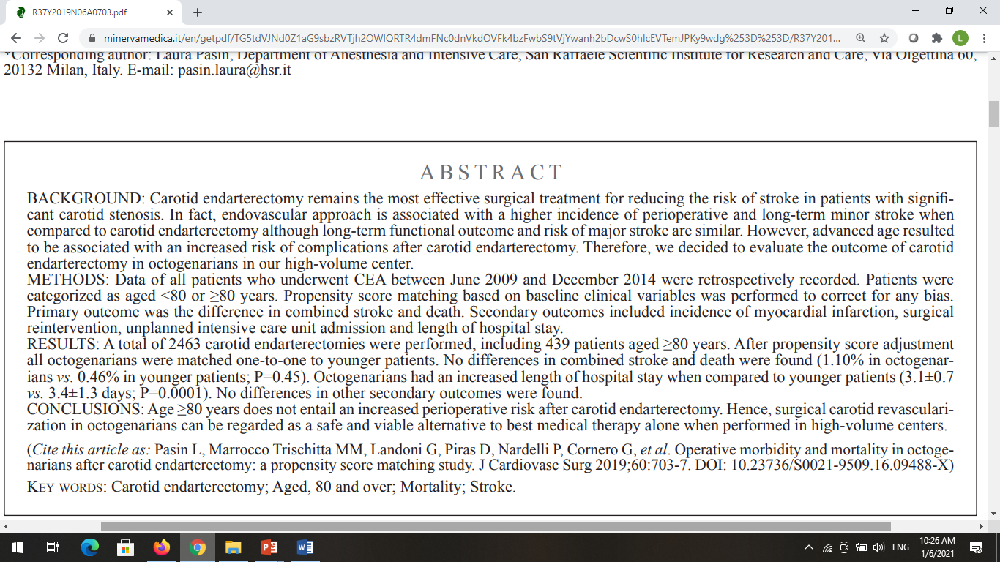 R37Y2019N06A0703.pdf
minervamedica.it/en/getpdf/TG5tdVJNd0Z1aG9sbzRVTjh2OWlQRTR4dmFNc0dnVkdOVFk4bzFwbS9tVjYwanh2bDcwS0hIcEVTemJPKy9wdg%253D%253D/R37Y201...
L
*Corresponding author: Laura Pasin, Department of Anesthesia and Intensive Care, San Raffaele Scientific Institute for Research and Care, Via Olgettina 60,
20132 Milan, Italy. E-mail: pasin.laura@hsr.it
ABSTRACT
BACKGROUND: Carotid endarterectomy remains the most effective surgical treatment for reducing the risk of stroke in patients with signifi-
cant carotid stenosis. In fact, endovascular approach is associated with a higher incidence of perioperative and long-term minor stroke when
compared to carotid endarterectomy although long-term functional outcome and risk of major stroke are similar. However, advanced age resulted
to be associated with an increased risk of complications after carotid endarterectomy. Therefore, we decided to evaluate the outcome of carotid
endarterectomy in octogenarians in our high-volume center.
METHODS: Data of all patients who underwent CEA between June 2009 and December 2014 were retrospectively recorded. Patients were
categorized as aged <80 or ≥80 years. Propensity score matching based on baseline clinical variables was performed to correct for any bias.
Primary outcome was the difference in combined stroke and death. Secondary outcomes included incidence of myocardial infarction, surgical
reintervention, unplanned intensive care unit admission and length of hospital stay.
RESULTS: A total of 2463 carotid endarterectomies were performed, including 439 patients aged ≥80 years. After propensity score adjustment
all octogenarians were matched one-to-one to younger patients. No differences in combined stroke and death were found (1.10% in octogenar-
ians vs. 0.46% in younger patients; P=0.45). Octogenarians had an increased length of hospital stay when compared to younger patients (3.1±0.7
vs. 3.4±1.3 days; P=0.0001). No differences in other secondary outcomes were found.
CONCLUSIONS: Age ≥80 years does not entail an increased perioperative risk after carotid endarterectomy. Hence, surgical carotid revasculari-
zation in octogenarians can be regarded as a safe and viable alternative to best medical therapy alone when performed in high-volume centers.
(Cite this article as: Pasin L, Marrocco Trischitta MM, Landoni G, Piras D, Nardelli P, Cornero G, et al. Operative morbidity and mortality in octoge-
narians after carotid endarterectomy: a propensity score matching study. J Cardiovasc Surg 2019;60:703-7. DOI: 10.23736/S0021-9509.16.09488-X)
KEY WORDS: Carotid endarterectomy; Aged, 80 and over; Mortality; Stroke.
ENG
10:26 AM
1/6/2021